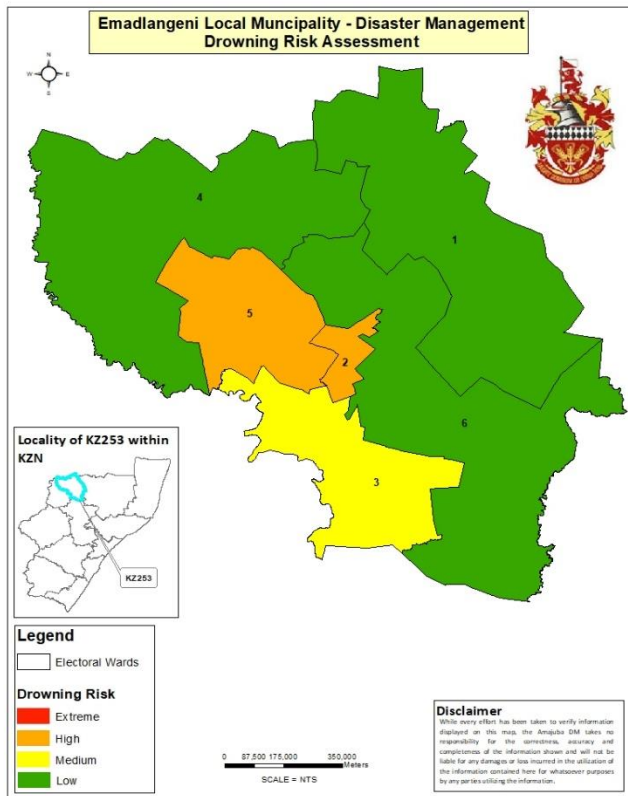 Emadlangeni Local Muncipality - Disaster Management
Drowning Risk Assessment
N
W E
S
4
1
5
2
6
3
Locality of KZ253 within
KZN
KZ253
Legend
Electoral Wards
Drowning Risk
Extreme
High
Medium
Low
0 87,500 175,000 350,000
Meters
SCALE = NTS
Disclaimer
While every effort has been taken to verify information
displayed on this map, the Amajuba DM takes no
responsibility for the correctness, accuracy and
completeness of the information shown and will not be
liable for any damages or loss incurred in the utilization of
the information contained here for whatsoever purposes
by any parties utilizing the information.